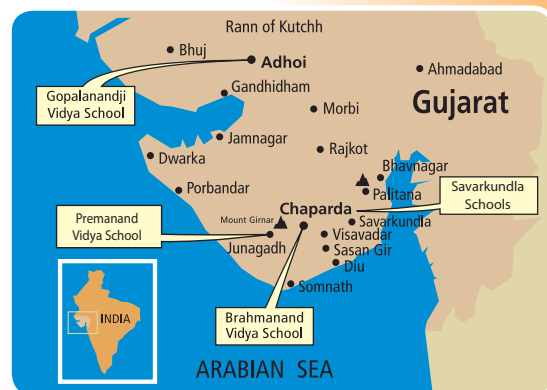 Rann of Kutchh
Bhuj
Adhoi
Ahmadabad
Gopalanandji
Vidya School
Gandhidham
Morbi
Gujarat
Jamnagar
Rajkot
Dwarka
Bhavnagar
Porbandar
Palitana
Savarkundla
Schools
Chaparda
Premanand
Vidya School
Mount Girnar
Savarkundla
Junagadh
Visavadar
Sasan Gir
Diu
Somnath
INDIA
Brahmanand
Vidya School
ARABIAN SEA